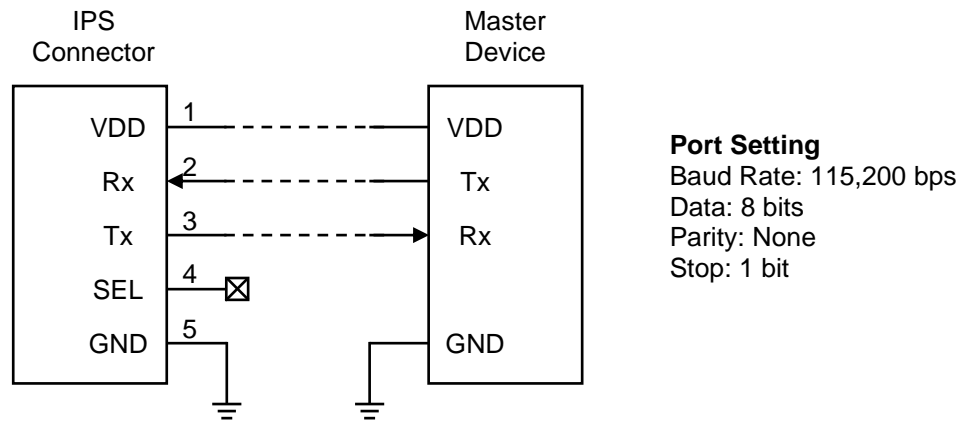 IPS
Connector
Master
Device
VDD
1
VDD
Rx
2
Tx
Tx
3
Rx
SEL
4
GND
5
GND
Port Setting
Baud Rate: 115,200 bps
Data: 8 bits
Parity: None
Stop: 1 bit